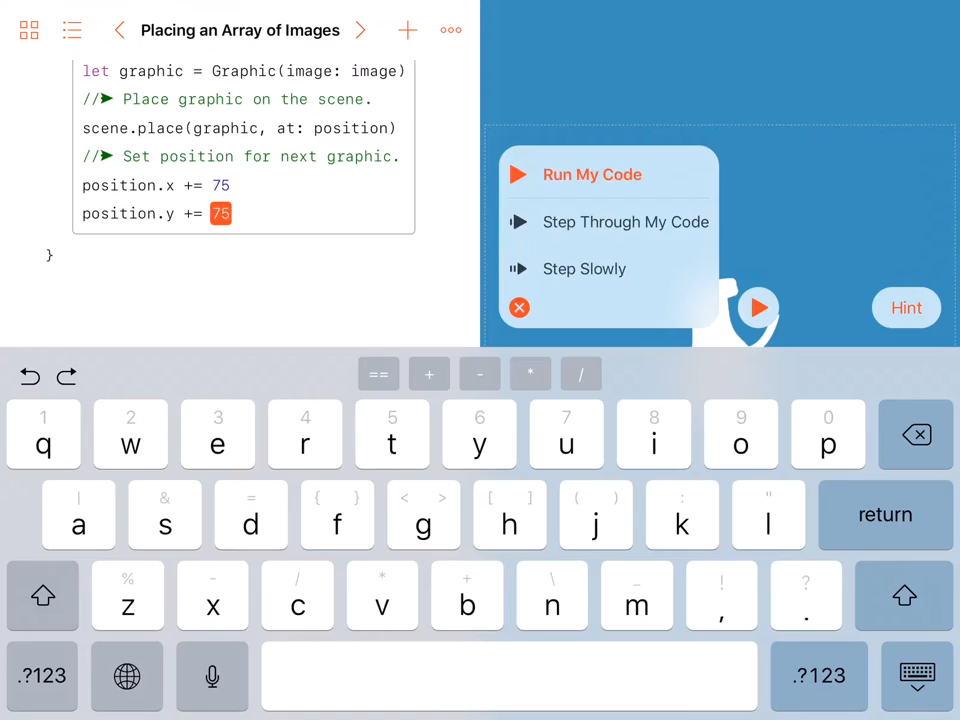 Placing an Array of Images
let graphic = Graphic(image: image)
//➤ Place graphic on the scene.
scene.place(graphic, at: position)
//➤ Set position for next graphic.
position.x += 75
position.y += 75
}
Run My Code
Step Through My Code
Step Slowly
Hint
== + - * /
1 2 3 4 5 6 7 8 9 0
q w e r t y u i o p
| & = { } < > [ ] ( ) : "
a s d f g h j k l return
% - / * + \ _ ! ?
z x c v b n m , .
.?123 .?123